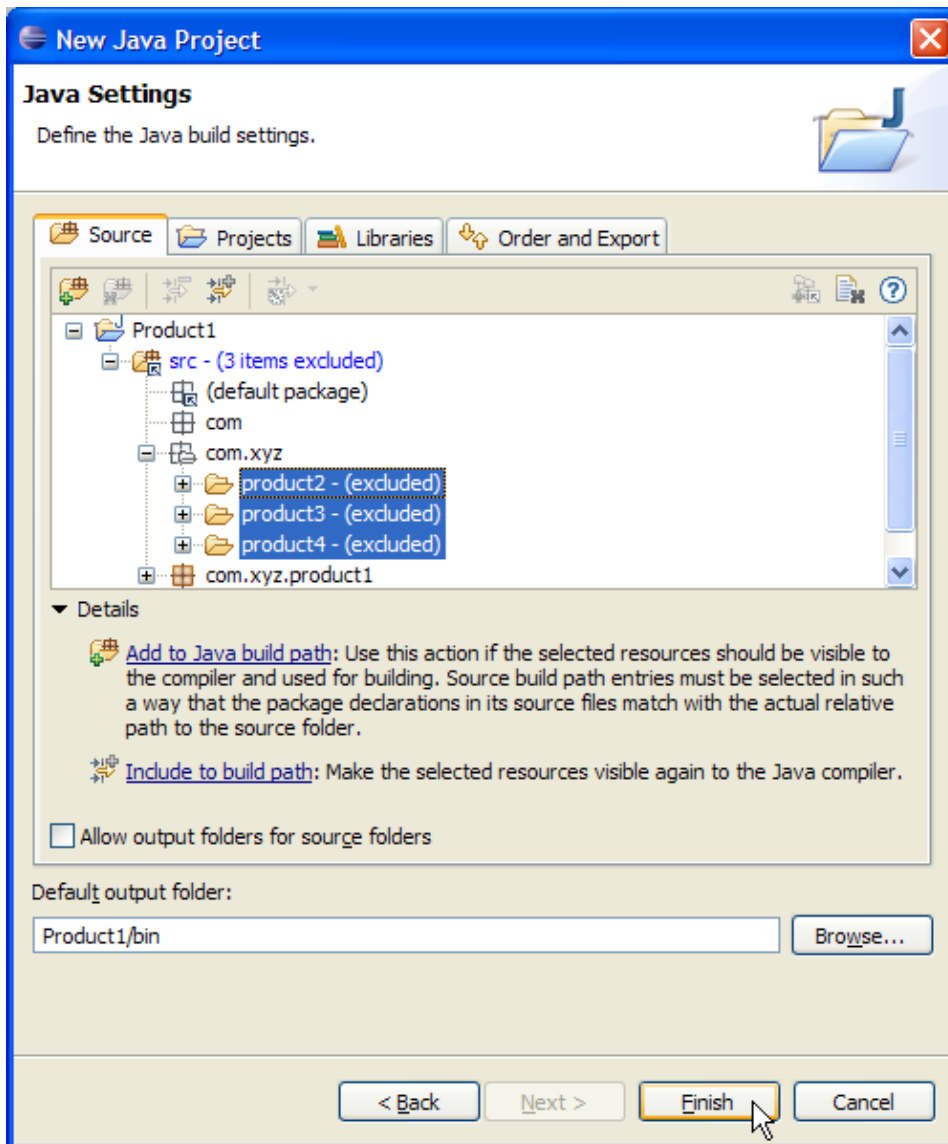 New Java Project
Java Settings
Define the Java build settings.
Source Projects Libraries Order and Export
Product1
src - (3 items excluded)
(default package)
com
com.xyz
product2 - (excluded)
product3 - (excluded)
product4 - (excluded)
com.xyz.product1
Details
Add to Java build path: Use this action if the selected resources should be visible to
the compiler and used for building. Source build path entries must be selected in such
a way that the package declarations in its source files match with the actual relative
path to the source folder.
Include to build path: Make the selected resources visible again to the Java compiler.
Allow output folders for source folders
Default output folder:
Product1/bin Browse...
< Back Next > Finish Cancel